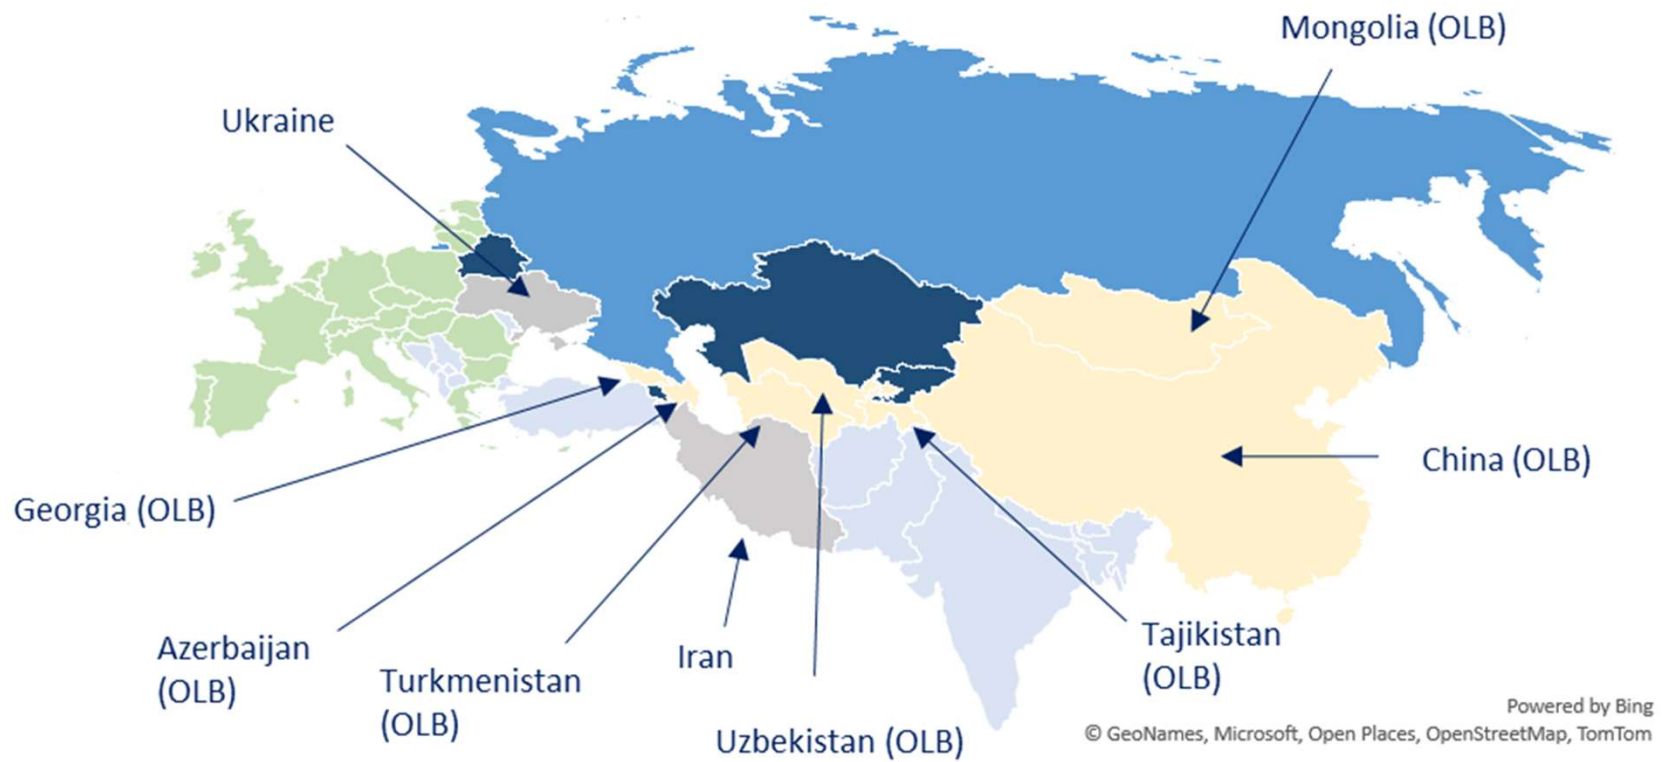 Mongolia (OLB)
Ukraine
China (OLB)
Georgia (OLB)
Azerbaijan
(OLB)
Turkmenistan
(OLB)
Iran
Uzbekistan (OLB)
Tajikistan
(OLB)
Powered by Bing
© GeoNames, Microsoft, Open Places, OpenStreetMap, TomTom